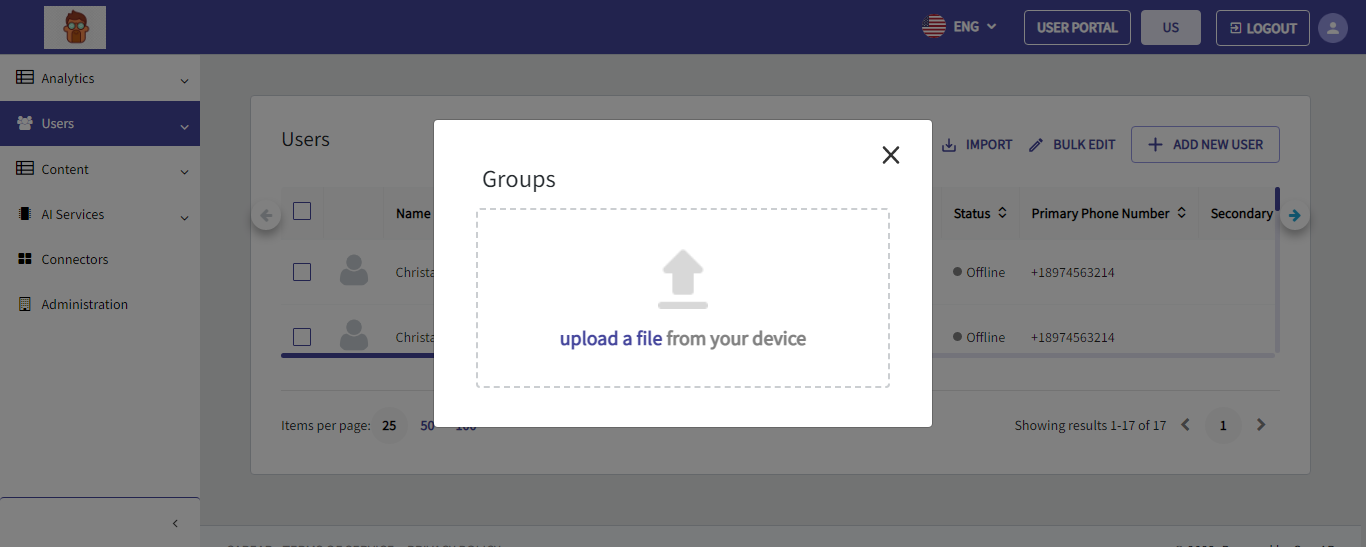 ENG
USER PORTAL
US
LOGOUT
Analytics
Users
Content
AI Services
Connectors
Administration
Users
IMPORT
BULK EDIT
ADD NEW USER
Name
Status
Primary Phone Number
Secondary
Christa
Offline
+18974563214
Christa
Offline
+18974563214
Groups
upload a file from your device
Items per page: 25 50 100
Showing results 1-17 of 17
1